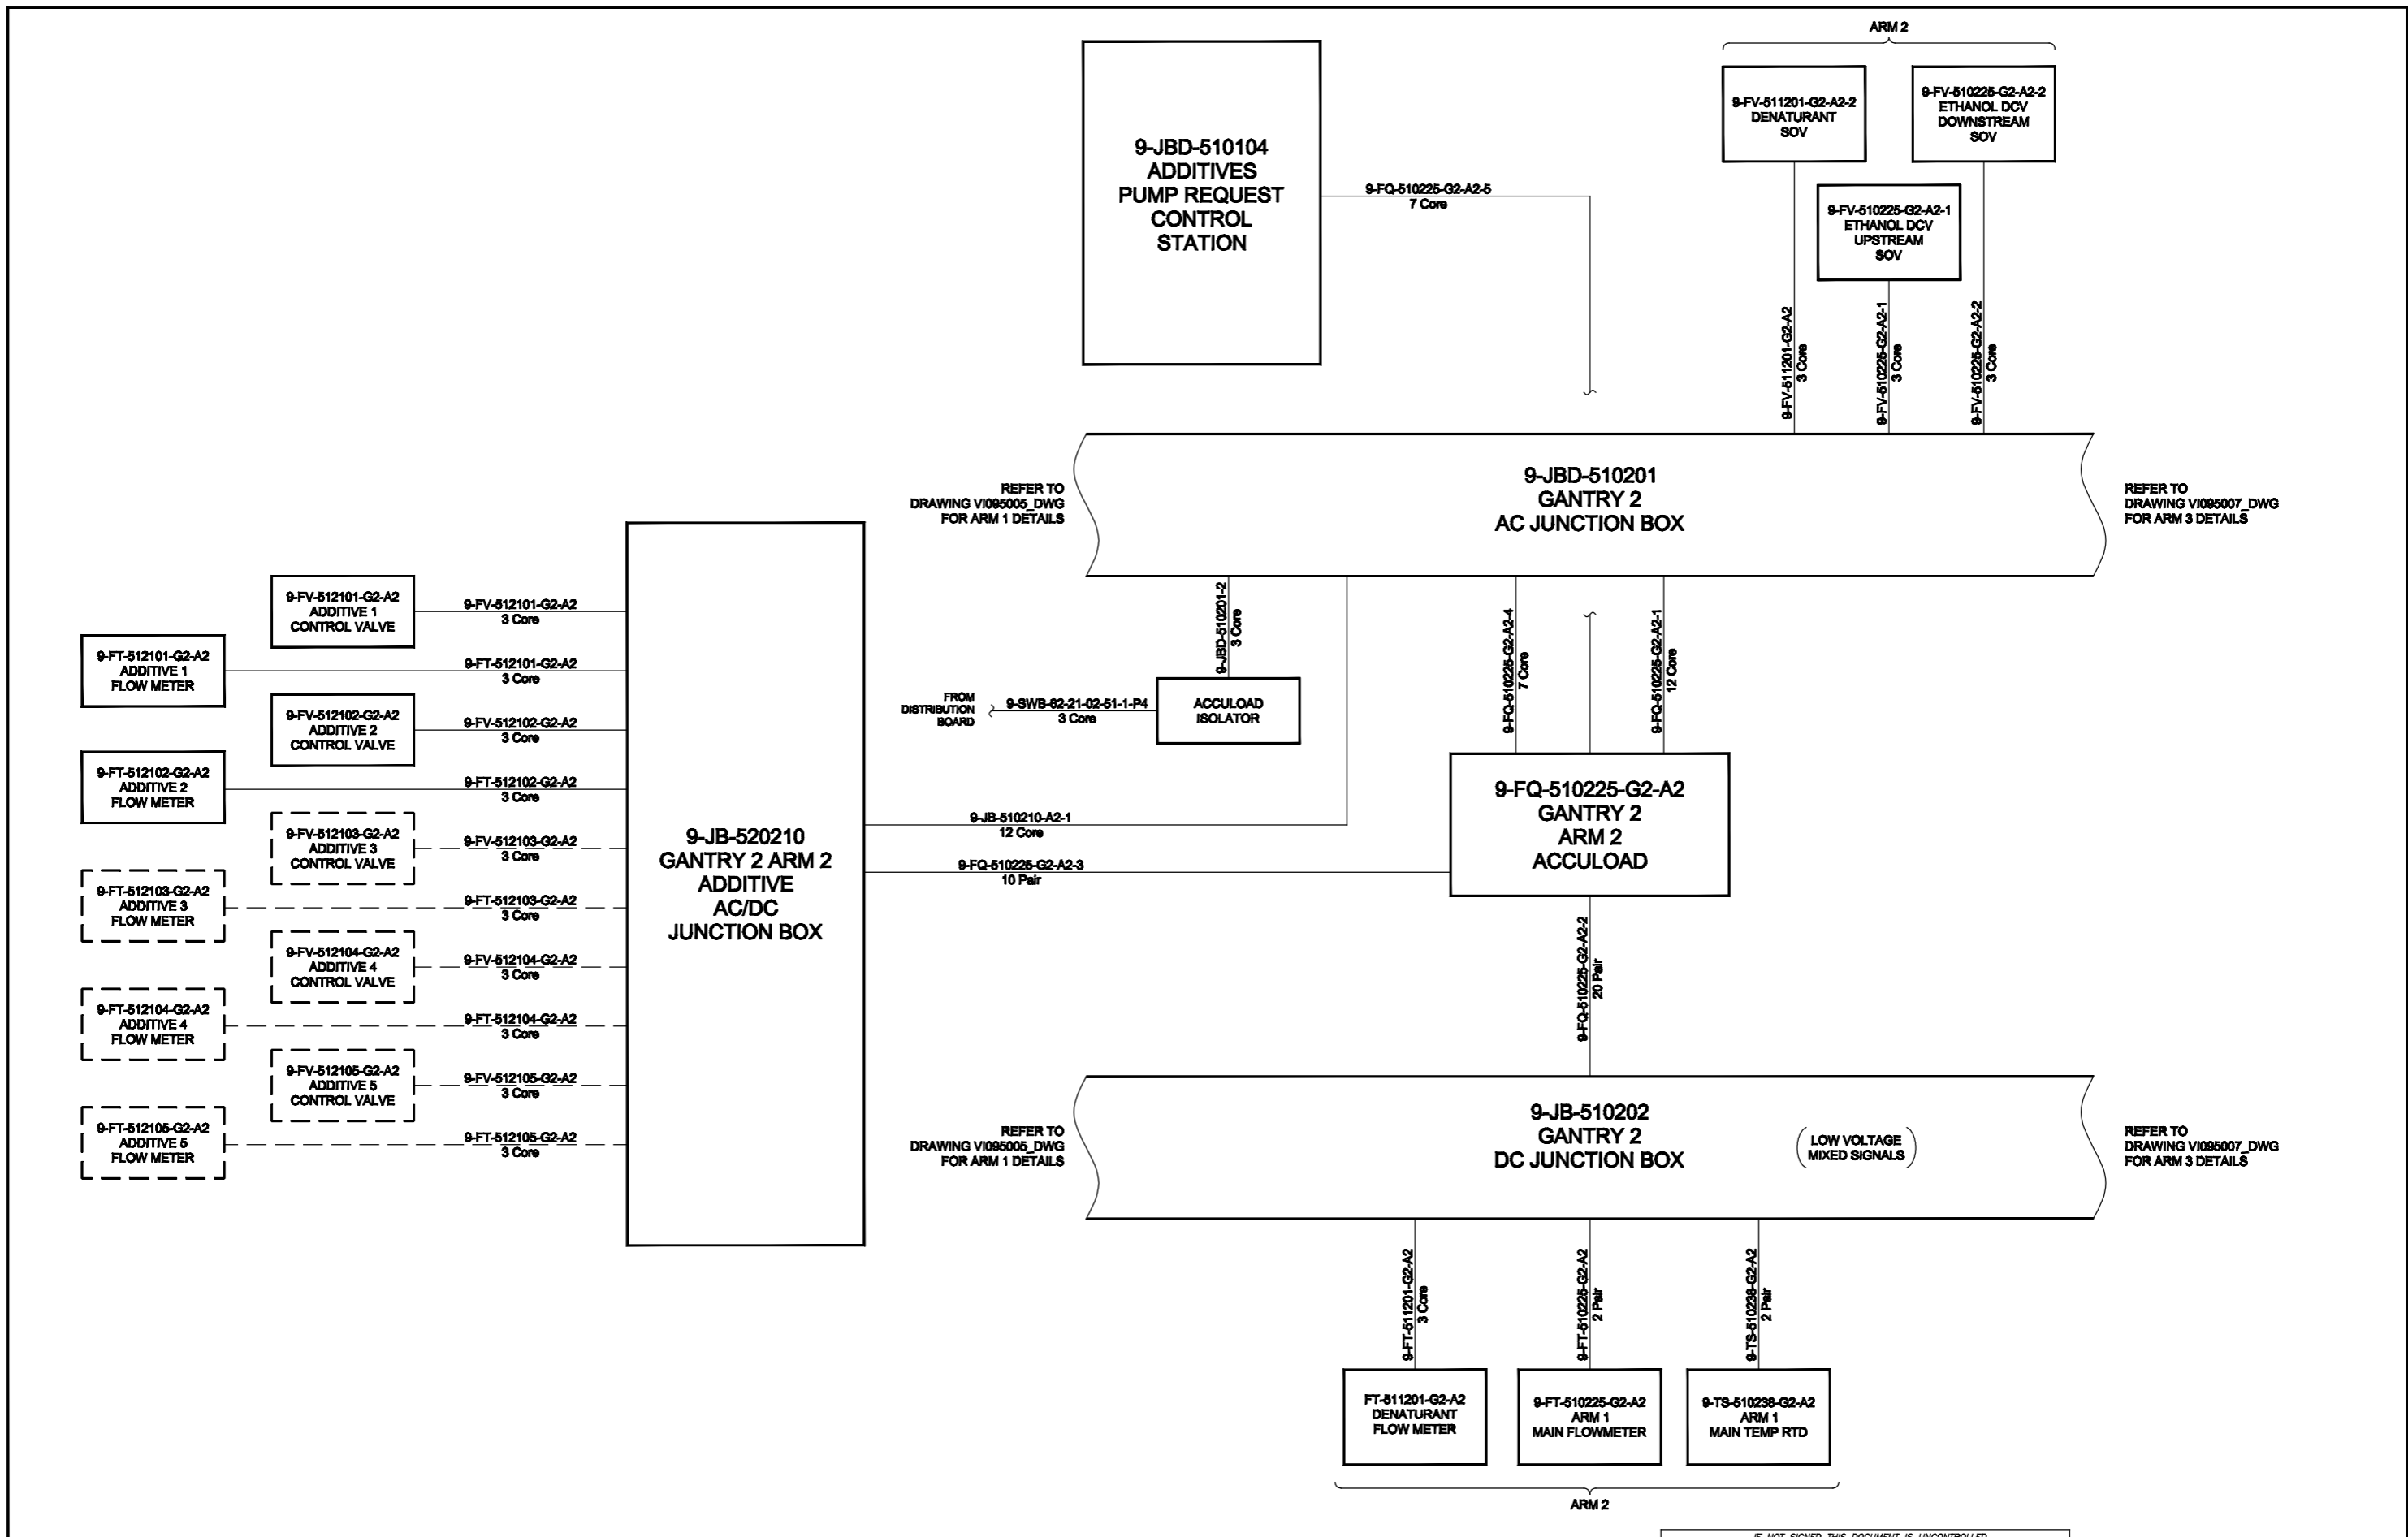 ARM 2
9-JBD-510104
ADDITIVES
PUMP REQUEST
CONTROL
STATION
9-FQ-510225-G2-A2-5
7 Core
9-FV-511201-G2-A2-2
DENATURANT
SOV
9-FV-510225-G2-A2-2
ETHANOL DCV
DOWNSTREAM
SOV
9-FV-510225-G2-A2-1
ETHANOL DCV
UPSTREAM
SOV
9-FV-511201-G2-A2
3 Core
9-FV-510225-G2-A2-1
3 Core
9-FV-510225-G2-A2-2
3 Core
REFER TO
DRAWING VI095005_DWG
FOR ARM 1 DETAILS
9-JBD-510201
GANTRY 2
AC JUNCTION BOX
REFER TO
DRAWING VI095007_DWG
FOR ARM 3 DETAILS
9-JBD-510201-2
3 Core
9-FQ-510225-G2-A2-4
7 Core
9-FQ-510225-G2-A2-1
12 Core
FROM
DISTRIBUTION
BOARD
9-SWB-62-21-02-51-1-P4
3 Core
ACCULOAD
ISOLATOR
9-FV-512101-G2-A2
ADDITIVE 1
CONTROL VALVE
9-FV-512101-G2-A2
3 Core
9-FT-512101-G2-A2
ADDITIVE 1
FLOW METER
9-FT-512101-G2-A2
3 Core
9-FV-512102-G2-A2
ADDITIVE 2
CONTROL VALVE
9-FV-512102-G2-A2
3 Core
9-FT-512102-G2-A2
ADDITIVE 2
FLOW METER
9-FT-512102-G2-A2
3 Core
9-FV-512103-G2-A2
ADDITIVE 3
CONTROL VALVE
9-FV-512103-G2-A2
3 Core
9-FT-512103-G2-A2
ADDITIVE 3
FLOW METER
9-FT-512103-G2-A2
3 Core
9-FV-512104-G2-A2
ADDITIVE 4
CONTROL VALVE
9-FV-512104-G2-A2
3 Core
9-FT-512104-G2-A2
ADDITIVE 4
FLOW METER
9-FT-512104-G2-A2
3 Core
9-FV-512105-G2-A2
ADDITIVE 5
CONTROL VALVE
9-FV-512105-G2-A2
3 Core
9-FT-512105-G2-A2
ADDITIVE 5
FLOW METER
9-FT-512105-G2-A2
3 Core
9-JB-520210
GANTRY 2 ARM 2
ADDITIVE
AC/DC
JUNCTION BOX
9-JB-510210-A2-1
12 Core
9-FQ-510225-G2-A2-3
10 Pair
9-FQ-510225-G2-A2
GANTRY 2
ARM 2
ACCULOAD
9-FQ-510225-G2-A2-2
20 Pair
REFER TO
DRAWING VI095005_DWG
FOR ARM 1 DETAILS
9-JB-510202
GANTRY 2
DC JUNCTION BOX
LOW VOLTAGE
MIXED SIGNALS
REFER TO
DRAWING VI095007_DWG
FOR ARM 3 DETAILS
9-FT-511201-G2-A2
3 Core
9-FT-510225-G2-A2
2 Pair
9-TS-510238-G2-A2
2 Pair
FT-511201-G2-A2
DENATURANT
FLOW METER
9-FT-510225-G2-A2
ARM 1
MAIN FLOWMETER
9-TS-510238-G2-A2
ARM 1
MAIN TEMP RTD
ARM 2
IF NOT SIGNED THIS DOCUMENT IS UNCONTROLLED